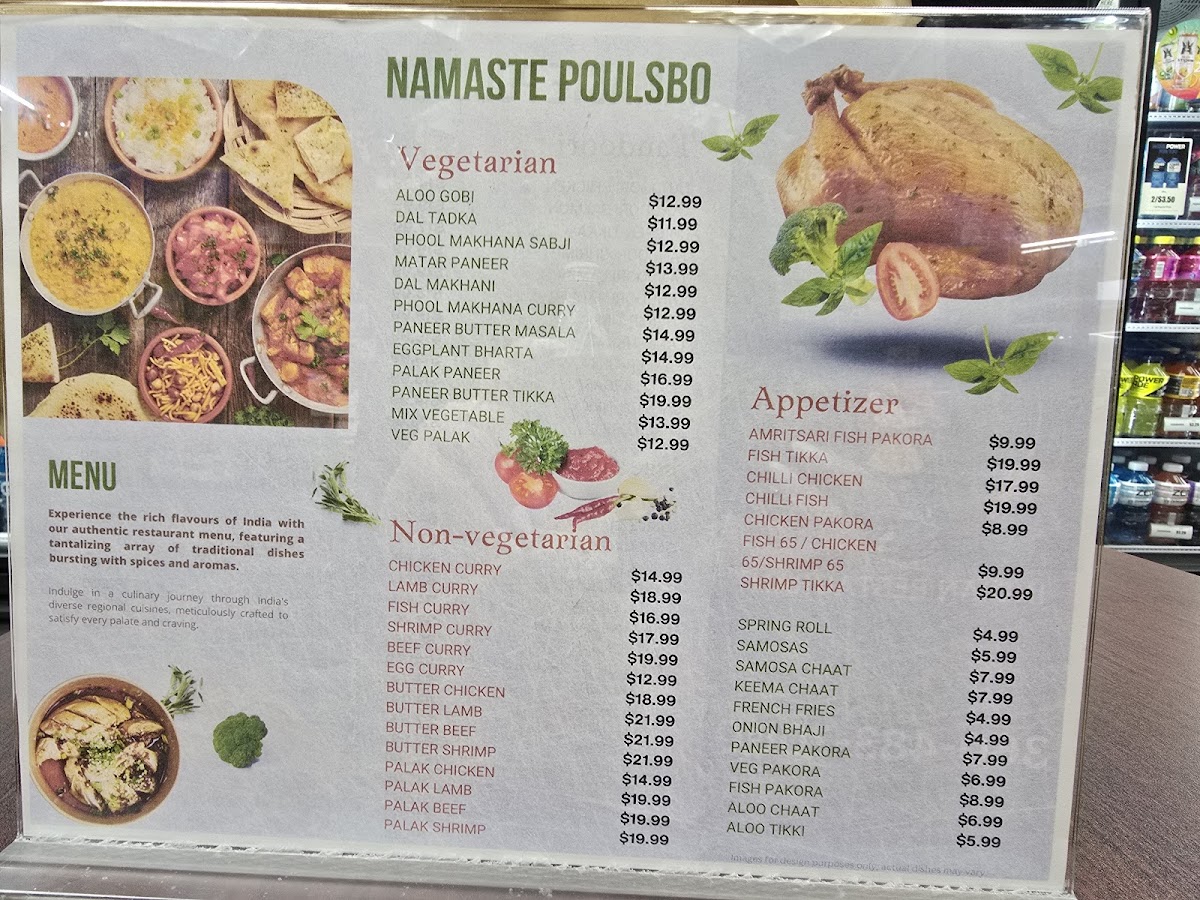 NAMASTE POULSBO
MENU
Experience the rich flavours of India with
our authentic restaurant menu, featuring a
tantalizing array of traditional dishes
bursting with spices and aromas.
Indulge in a culinary journey through India's
diverse regional cuisines, meticulously crafted to
satisfy every palate and craving.
Vegetarian
ALOO GOBI $12.99
DAL TADKA $11.99
PHOOL MAKHANA SABJI $12.99
MATAR PANEER $13.99
DAL MAKHANI $12.99
PHOOL MAKHANA CURRY $12.99
PANEER BUTTER MASALA $14.99
EGGPLANT BHARTA $14.99
PALAK PANEER $16.99
PANEER BUTTER TIKKA $19.99
MIX VEGETABLE $13.99
VEG PALAK $12.99
Non-vegetarian
CHICKEN CURRY $14.99
LAMB CURRY $18.99
FISH CURRY $16.99
SHRIMP CURRY $17.99
BEEF CURRY $19.99
EGG CURRY $12.99
BUTTER CHICKEN $18.99
BUTTER LAMB $21.99
BUTTER BEEF $21.99
BUTTER SHRIMP $21.99
PALAK CHICKEN $14.99
PALAK LAMB $19.99
PALAK BEEF $19.99
PALAK SHRIMP $19.99
Appetizer
AMRITSARI FISH PAKORA $9.99
FISH TIKKA $19.99
CHILLI CHICKEN $17.99
CHILLI FISH $19.99
CHICKEN PAKORA $8.99
FISH 65 / CHICKEN
65/SHRIMP 65 $9.99
SHRIMP TIKKA $20.99
SPRING ROLL $4.99
SAMOSAS $5.99
SAMOSA CHAAT $7.99
KEEMA CHAAT $7.99
FRENCH FRIES $4.99
ONION BHAJI $4.99
PANEER PAKORA $7.99
VEG PAKORA $6.99
FISH PAKORA $8.99
ALOO CHAAT $6.99
ALOO TIKKI $5.99
Images for design purposes only, actual dishes may vary.
2/$3.50